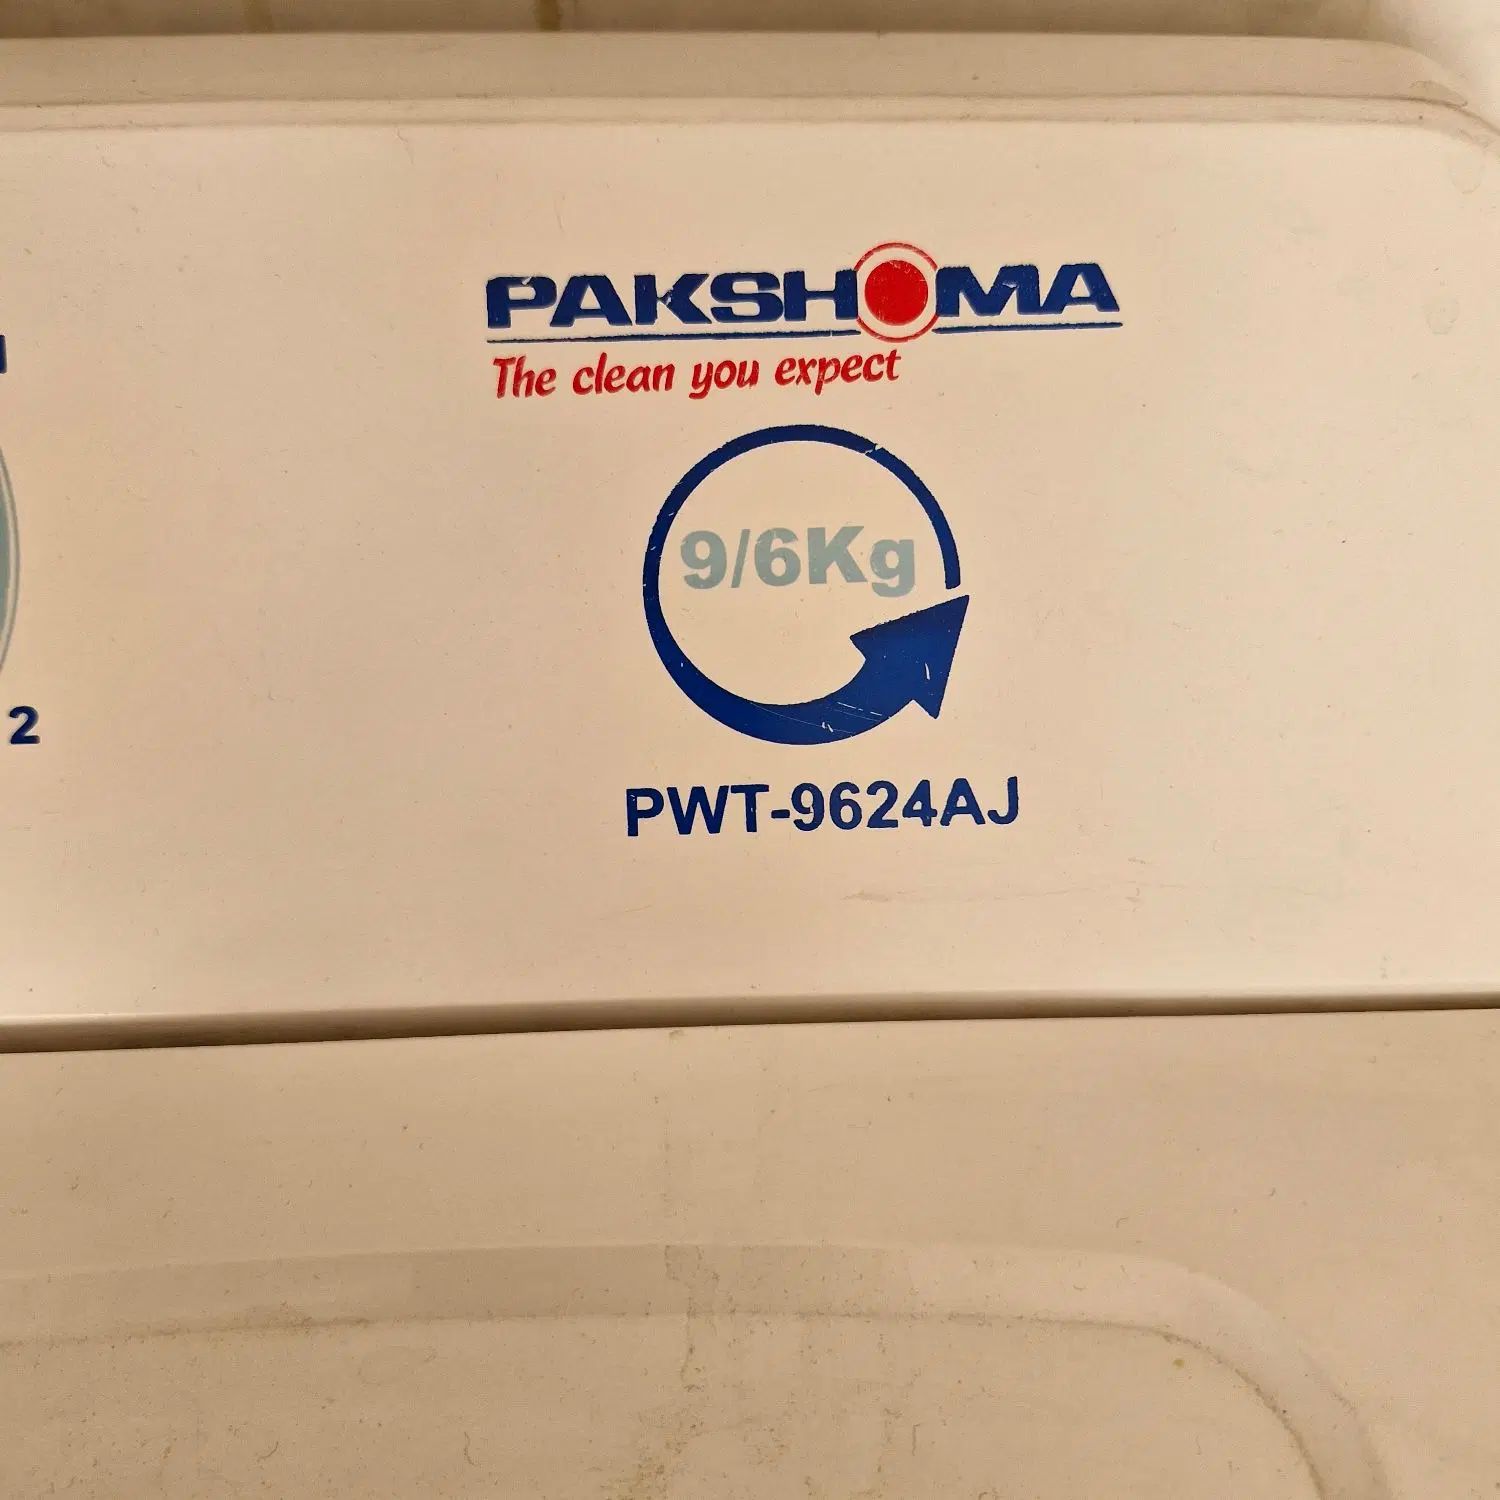 PAKSHOMA
The clean you expect
9/6Kg
PWT-9624AJ
2